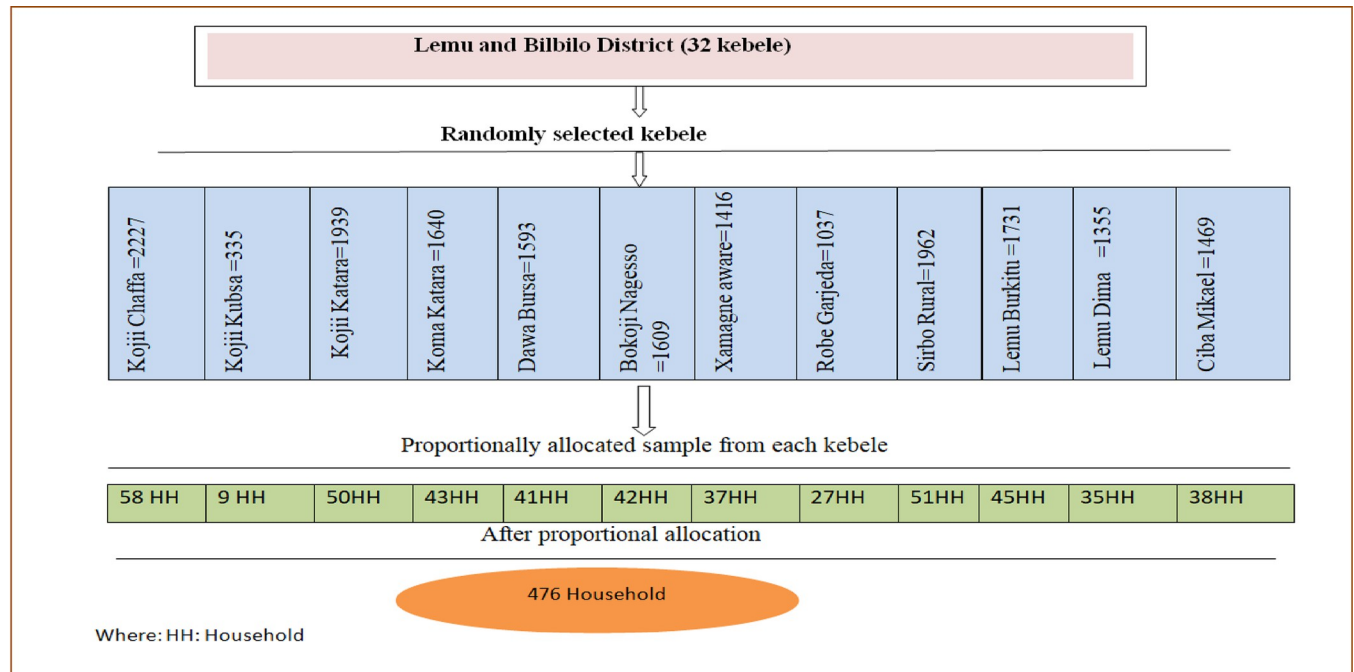 Lemu and Bilbilo District (32 kebele)
Randomly selected kebele
Kojii Chaffa =2227
Kojii Kubsa =335
Kojii Katara=1939
Koma Katara =1640
Dawa Bursa=1593
Bokoji Nagesso
=1609
Xamagne aware=1416
Robe Garjeda=1037
Sirbo Rural=1962
Lemu Burkitu =1731
Lemu Dima =1355
Ciba Mikael =1469
Proportionally allocated sample from each kebele
58 HH 9 HH 50HH 43HH 41HH 42HH 37HH 27HH 51HH 45HH 35HH 38HH
After proportional allocation
476 Household
Where: HH: Household